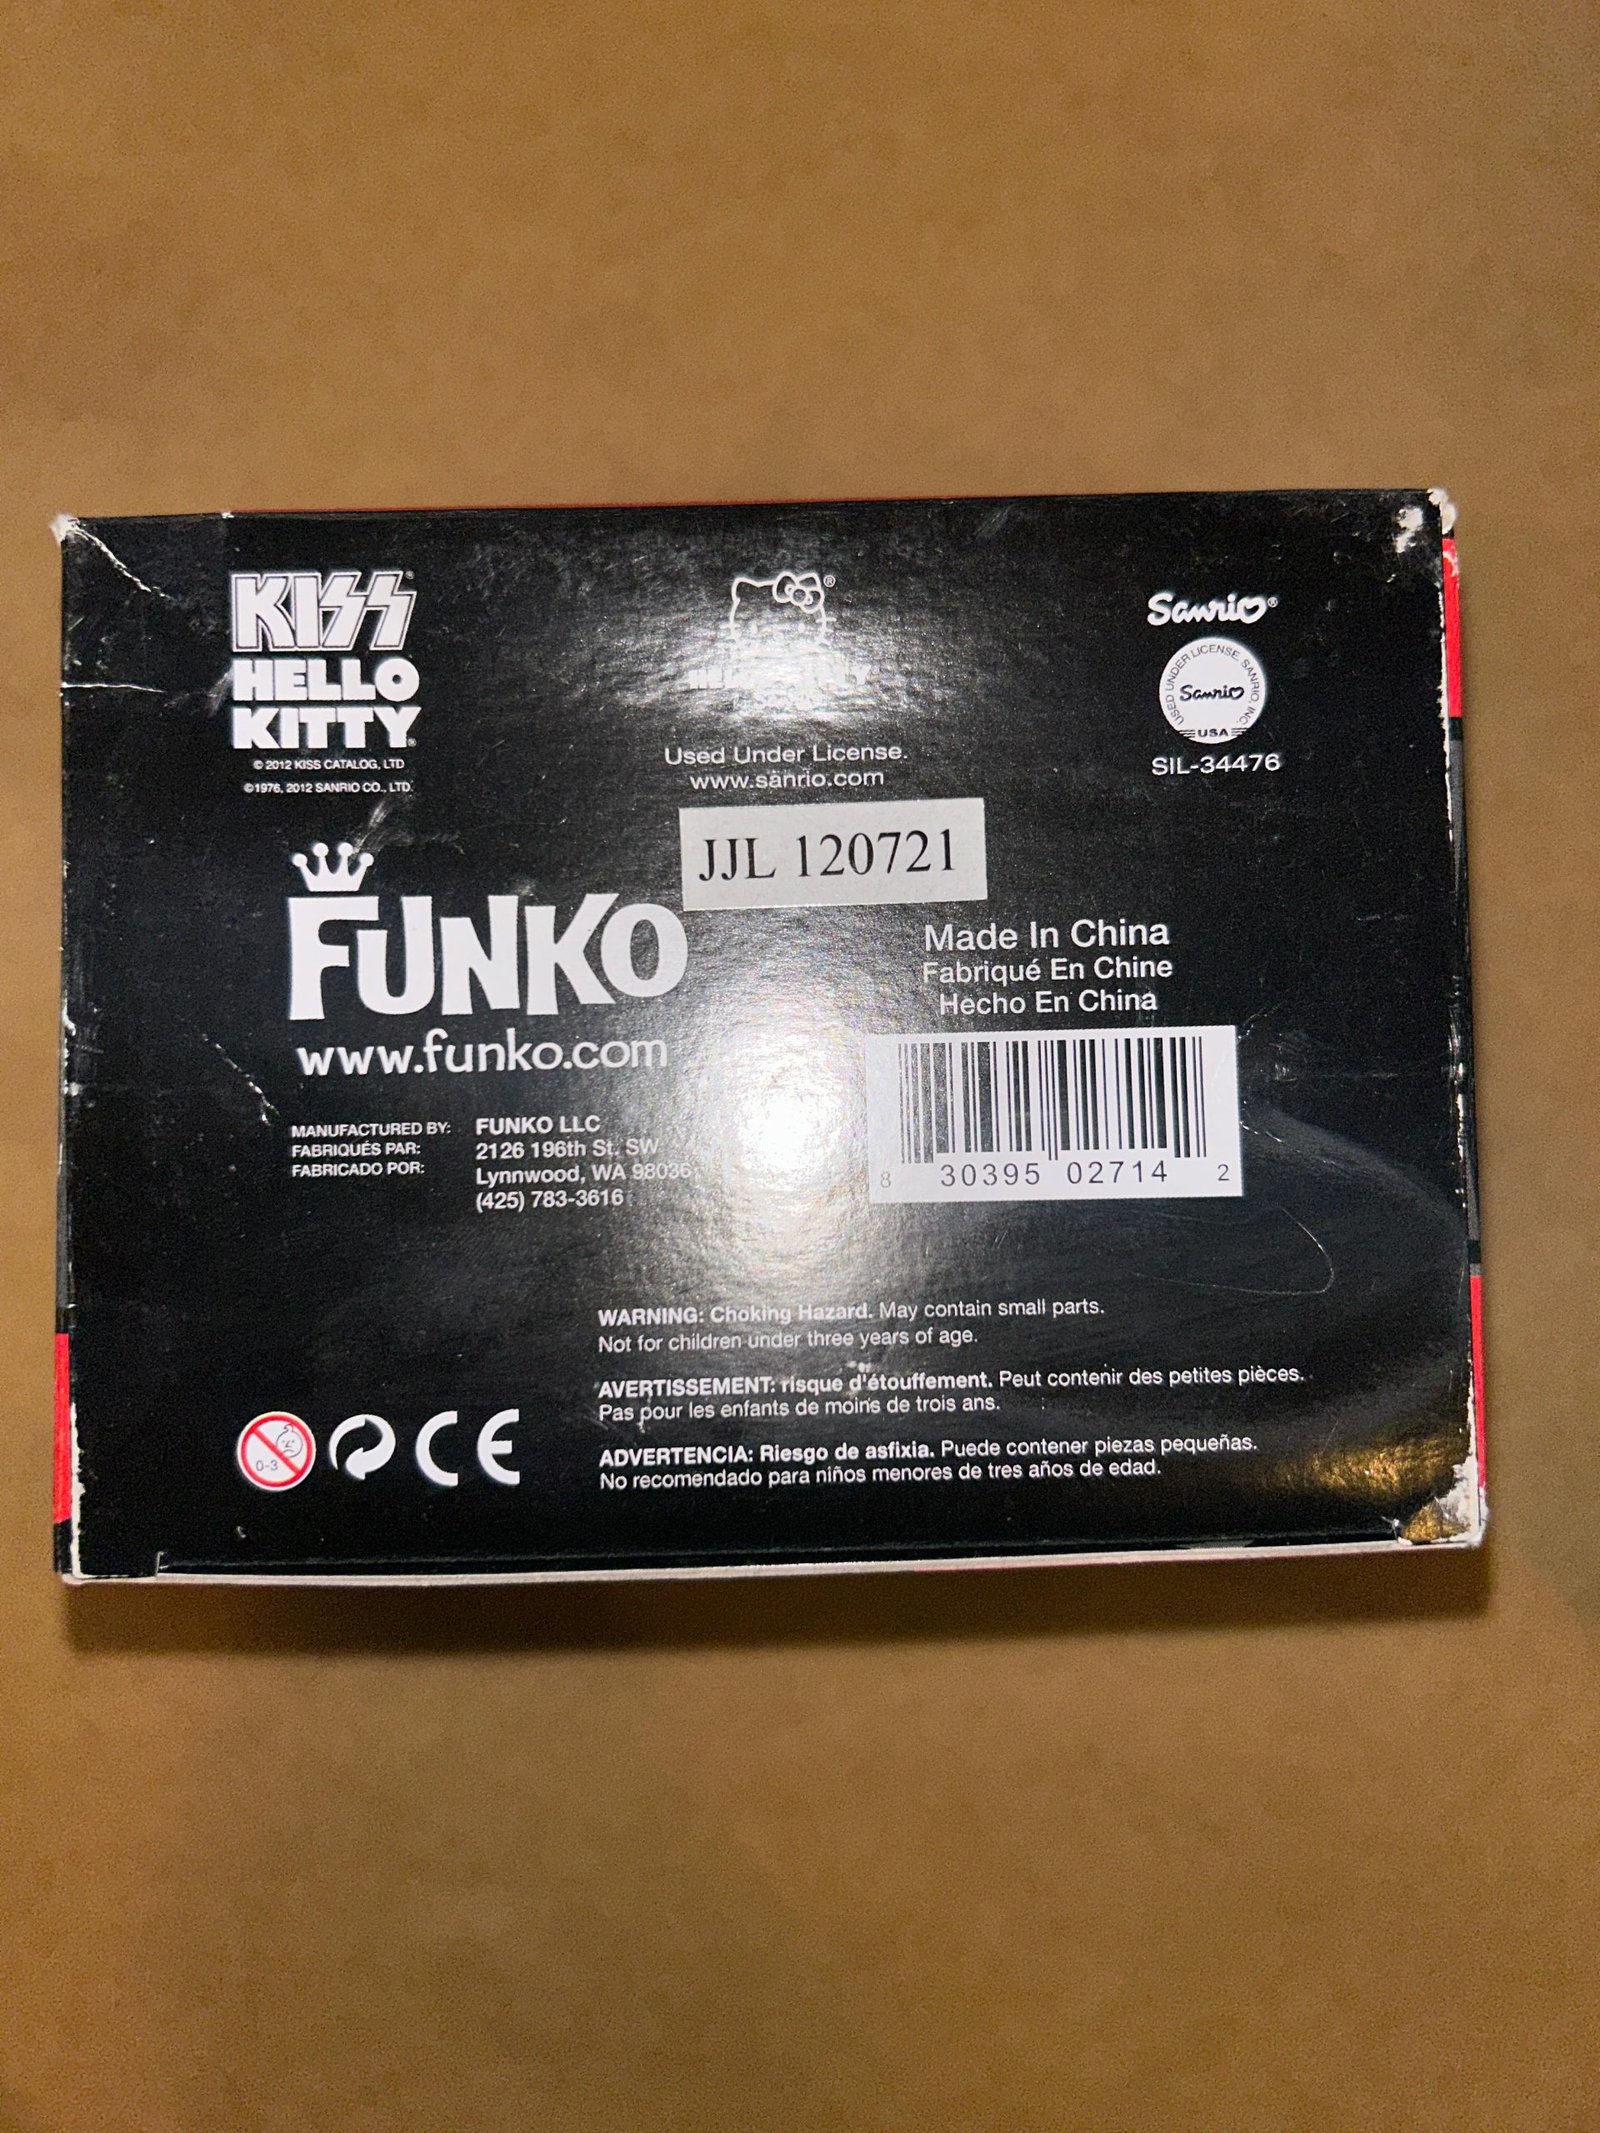 KISS®
HELLO
KITTY®
© 2012 KISS CATALOG, LTD
©1976, 2012 SANRIO CO., LTD.
®
HELLO KITTY
Used Under License.
www.sanrio.com
Sanrio®
USED UNDER LICENSE, SANRIO, INC.
Sanrio
USA
SIL-34476
JJL 120721
FUNKO
www.funko.com
Made In China
Fabriqué En Chine
Hecho En China
MANUFACTURED BY:
FABRIQUÉS PAR:
FABRICADO POR:
FUNKO LLC
2126 196th St. SW
Lynnwood, WA 98036
(425) 783-3616
8 30395 02714 2
WARNING: Choking Hazard. May contain small parts.
Not for children under three years of age.
AVERTISSEMENT: risque d'étouffement. Peut contenir des petites pièces.
Pas pour les enfants de moins de trois ans.
ADVERTENCIA: Riesgo de asfixia. Puede contener piezas pequeñas.
No recomendado para niños menores de tres años de edad.
0-3
CE